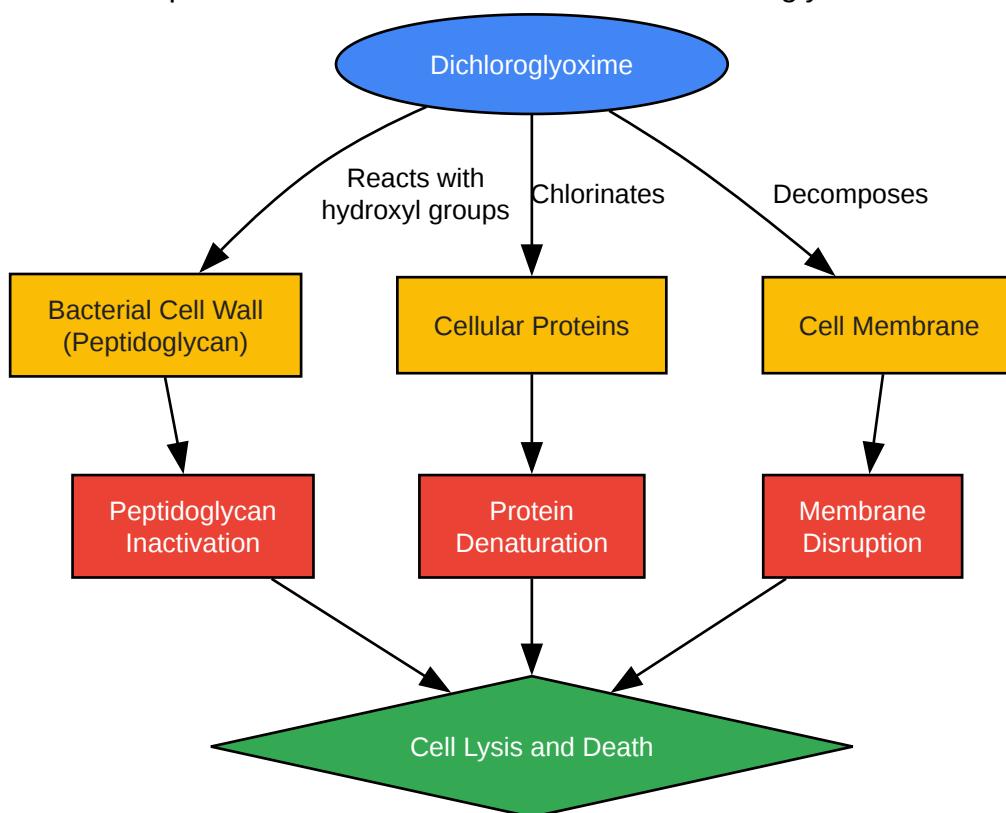 Dichloroglyoxime
Reacts with
hydroxyl groups
Chlorinates
Decomposes
Bacterial Cell Wall
(Peptidoglycan)
Cellular Proteins
Cell Membrane
Peptidoglycan
Inactivation
Protein
Denaturation
Membrane
Disruption
Cell Lysis and Death